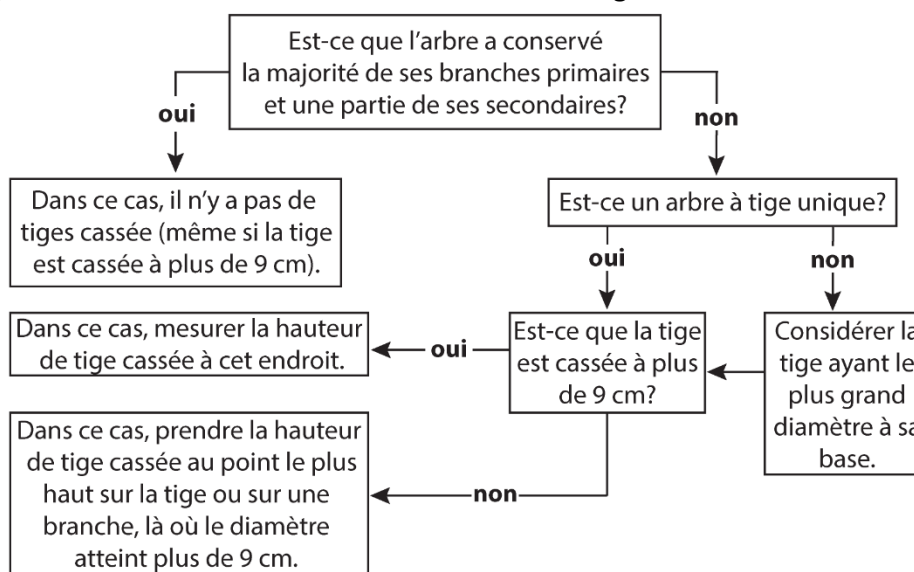 Est-ce que l'arbre a conservé
la majorité de ses branches primaires
et une partie de ses secondaires?
oui
non
Dans ce cas, il n'y a pas de
tiges cassée (même si la tige
est cassée à plus de 9 cm).
Est-ce un arbre à tige unique?
oui
non
Dans ce cas, mesurer la hauteur
de tige cassée à cet endroit.
oui
Est-ce que la tige
est cassée à plus
de 9 cm?
Considérer la
tige ayant le
plus grand
diamètre à sa
base.
Dans ce cas, prendre la hauteur
de tige cassée au point le plus
haut sur la tige ou sur une
branche, là où le diamètre
atteint plus de 9 cm.
non